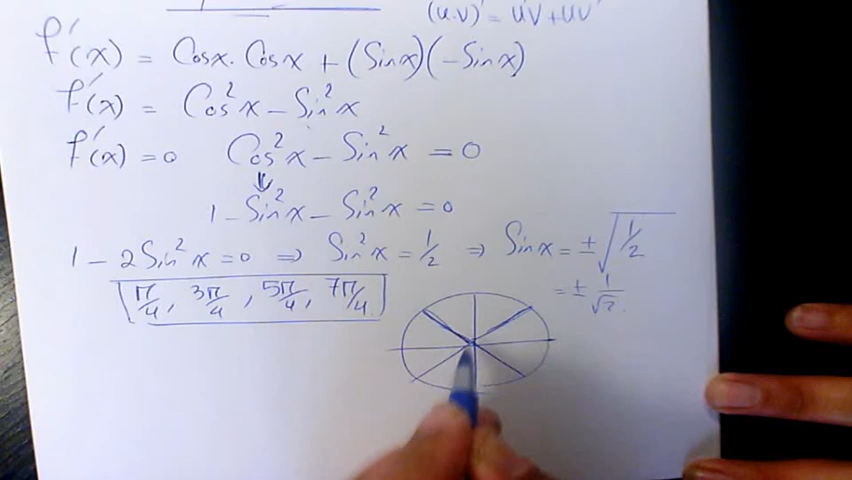 (u.v)' = u'v + uv'
f'(x) = Cosx. Cosx + (Sinx)(-Sinx)
f'(x) = Cos²x - Sin²x
f'(x) = 0 Cos²x - Sin²x = 0
1 - Sin²x - Sin²x = 0
1 - 2Sin²x = 0 ⇒ Sin²x = 1/2 ⇒ Sinx = ±√1/2
= ± 1/√2.
π/4, 3π/4, 5π/4, 7π/4